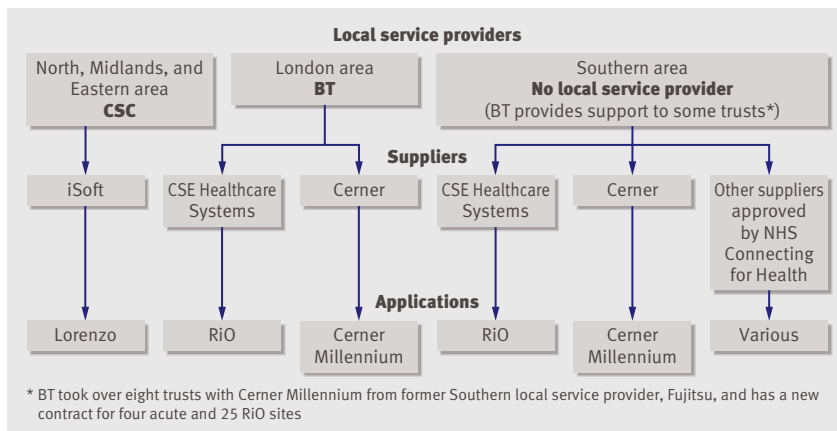 Local service providers
North, Midlands, and
Eastern area
CSC
London area
BT
Southern area
No local service provider
(BT provides support to some trusts*)
Suppliers
iSoft
CSE Healthcare
Systems
Cerner
CSE Healthcare
Systems
Cerner
Other suppliers
approved
by NHS
Connecting
for Health
Applications
Lorenzo
RiO
Cerner
Millennium
RiO
Cerner
Millennium
Various
* BT took over eight trusts with Cerner Millennium from former Southern local service provider, Fujitsu, and has a new
contract for four acute and 25 RiO sites